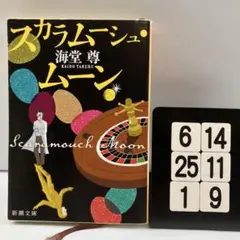 スカラムーシュ・
ムーン
海堂 尊
KAIDO TAKERU
Scaramouch Moon
新潮文庫
6 14
25 11
1 9